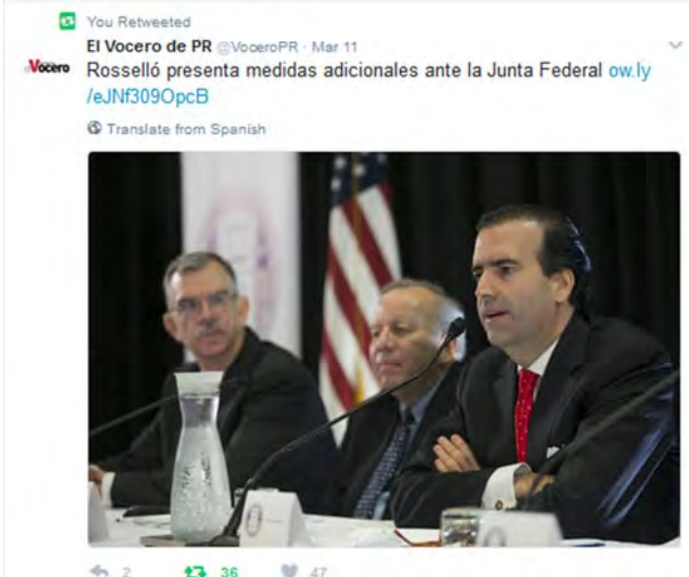 You Retweeted
El Vocero de PR @VoceroPR · Mar 11
Vocero
Rosselló presenta medidas adicionales ante la Junta Federal ow.ly
/eJNf309OpcB
Translate from Spanish
2 36 47